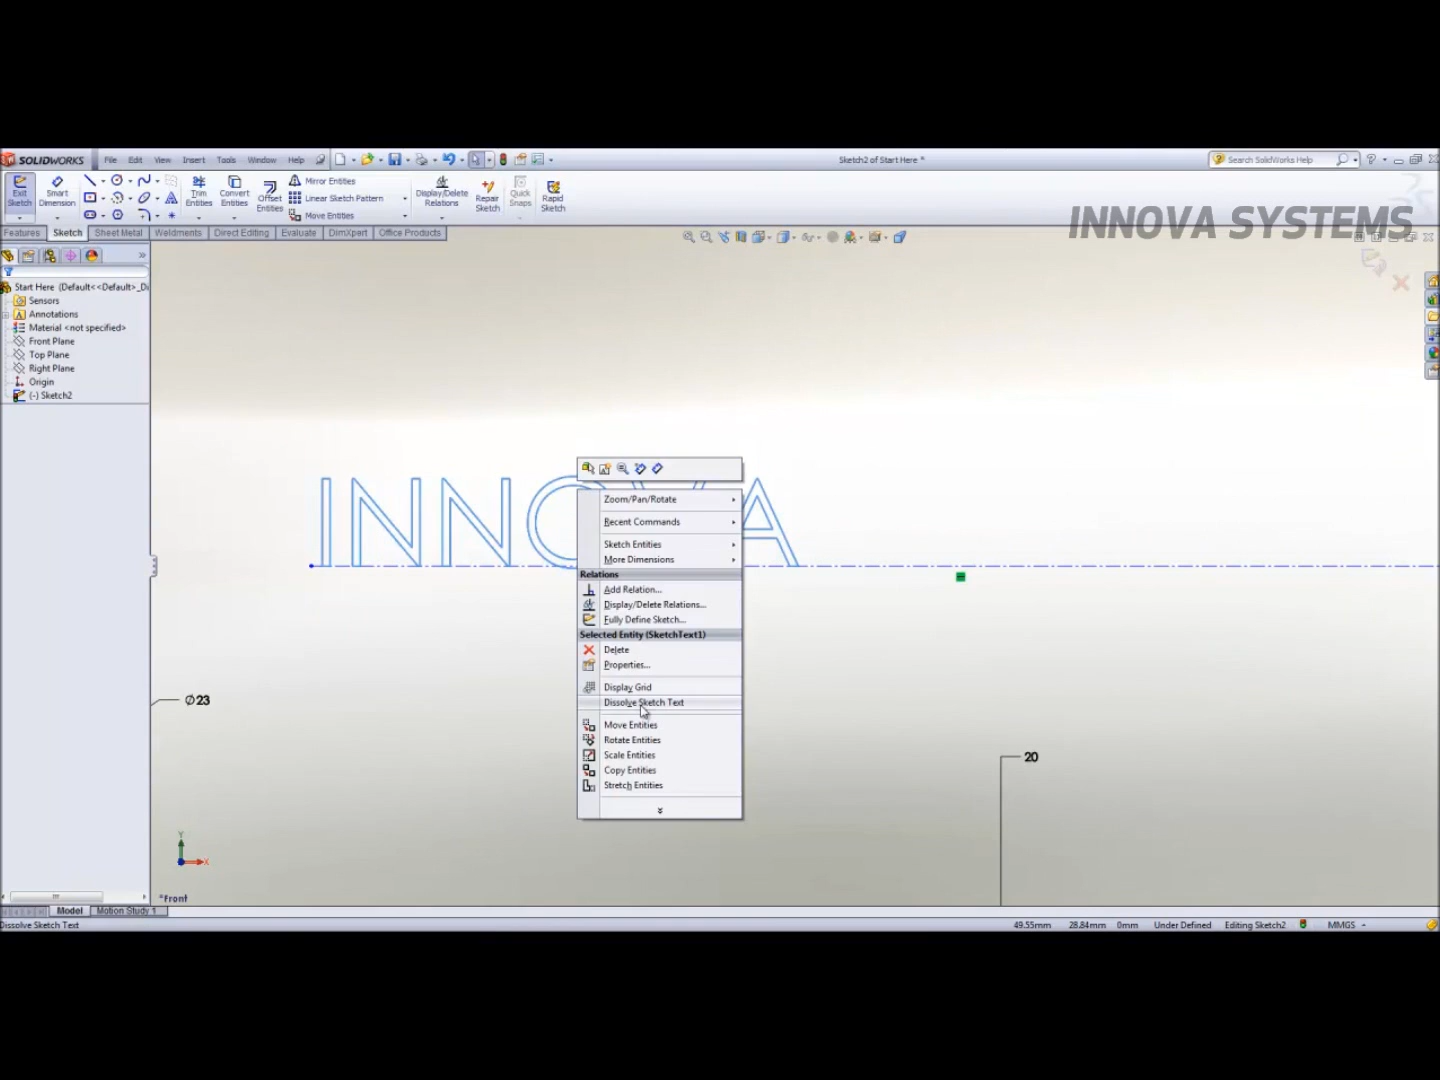 SOLIDWORKS File Edit View Insert Tools Window Help Sketch2 of Start Here * Search SolidWorks Help
Exit Sketch
Smart Dimension
Trim Entities
Convert Entities
Offset Entities
Mirror Entities
Linear Sketch Pattern
Move Entities
Display/Delete Relations
Repair Sketch
Quick Snaps
Rapid Sketch
INNOVA SYSTEMS
Features Sketch Sheet Metal Weldments Direct Editing Evaluate DimXpert Office Products
Start Here (Default<<Default>_Di
Sensors
Annotations
Material <not specified>
Front Plane
Top Plane
Right Plane
Origin
(-) Sketch2
INNOVA
Zoom/Pan/Rotate
Recent Commands
Sketch Entities
More Dimensions
Relations
Add Relation...
Display/Delete Relations...
Fully Define Sketch...
Selected Entity (SketchText1)
Delete
Properties...
Display Grid
Dissolve Sketch Text
Move Entities
Rotate Entities
Scale Entities
Copy Entities
Stretch Entities
Ø23
20
Y
X
*Front
Model Motion Study 1
Dissolve Sketch Text 49.55mm 28.84mm 0mm Under Defined Editing Sketch2 MMGS